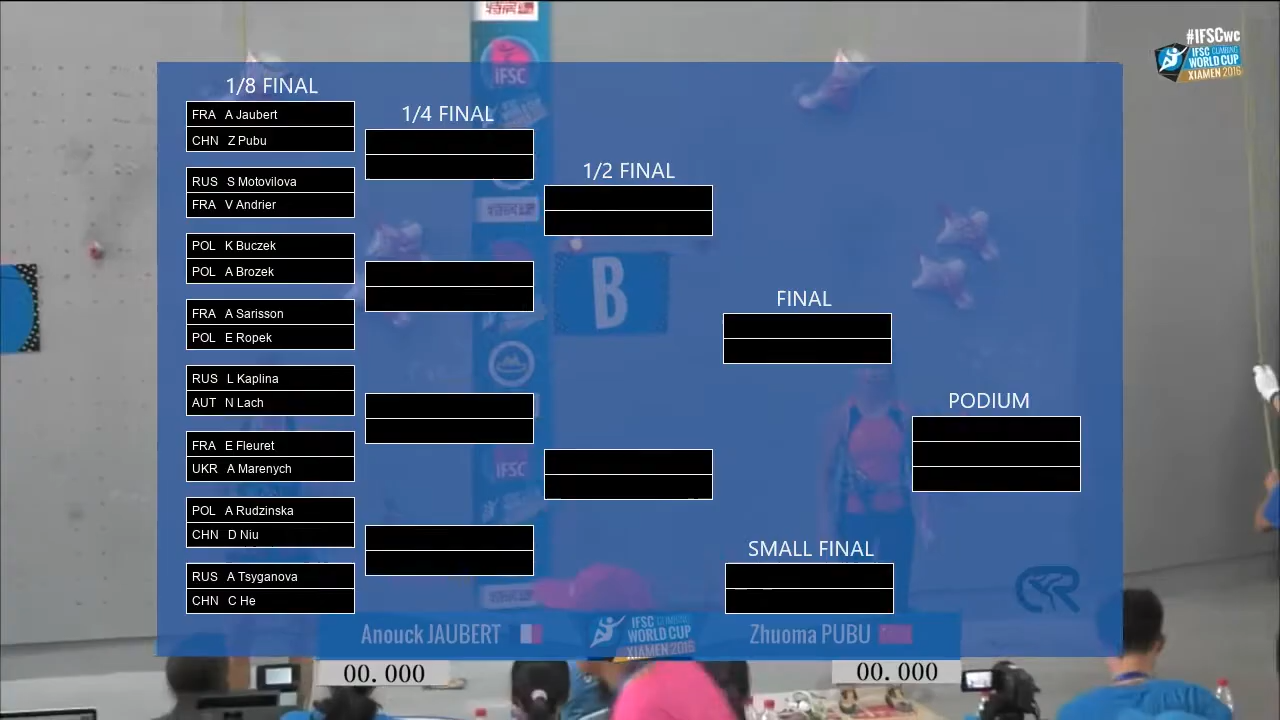 #IFSCwc
IFSC CLIMBING
WORLD CUP
XIAMEN 2016
IFSC
1/8 FINAL
FRA A Jaubert
CHN Z Pubu
RUS S Motovilova
FRA V Andrier
POL K Buczek
POL A Brozek
FRA A Sarisson
POL E Ropek
RUS L Kaplina
AUT N Lach
FRA E Fleuret
UKR A Marenych
POL A Rudzinska
CHN D Niu
RUS A Tsyganova
CHN C He
1/4 FINAL
1/2 FINAL
B
FINAL
PODIUM
IFSC
SMALL FINAL
Anouck JAUBERT
IFSC CLIMBING
WORLD CUP
XIAMEN 2016
Zhuoma PUBU
00. 000
00. 000